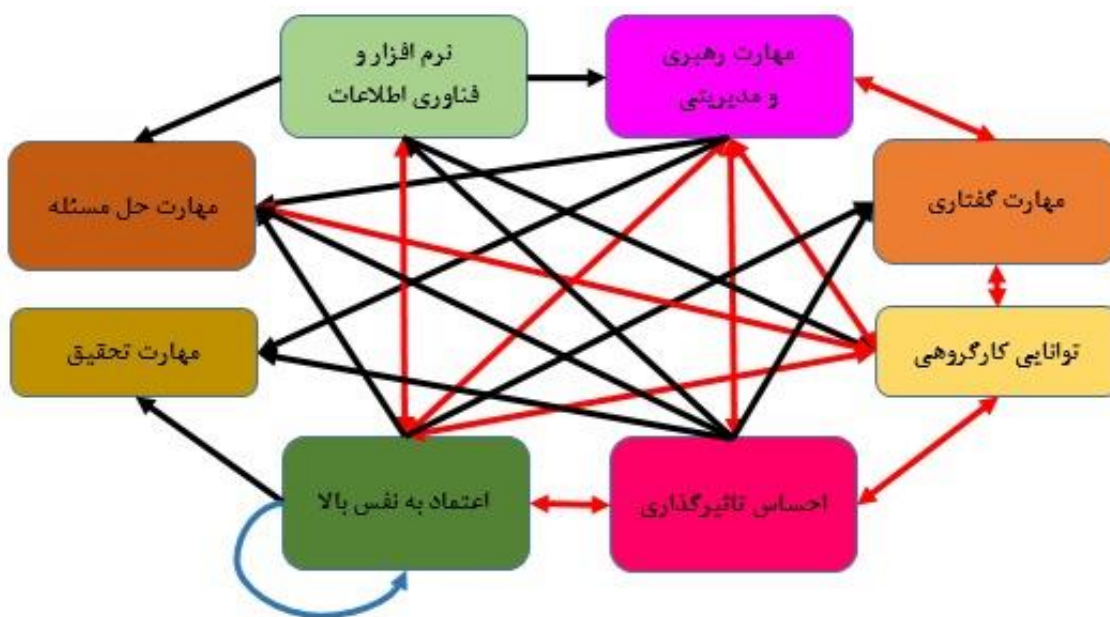 مهارت رهبری
و مدیریتی
نرم افزار و
فناوری اطلاعات
مهارت گفتاری
مهارت حل مسئله
توانایی کارگروهی
مهارت تحقیق
احساس تاثیرگذاری
اعتماد به نفس بالا